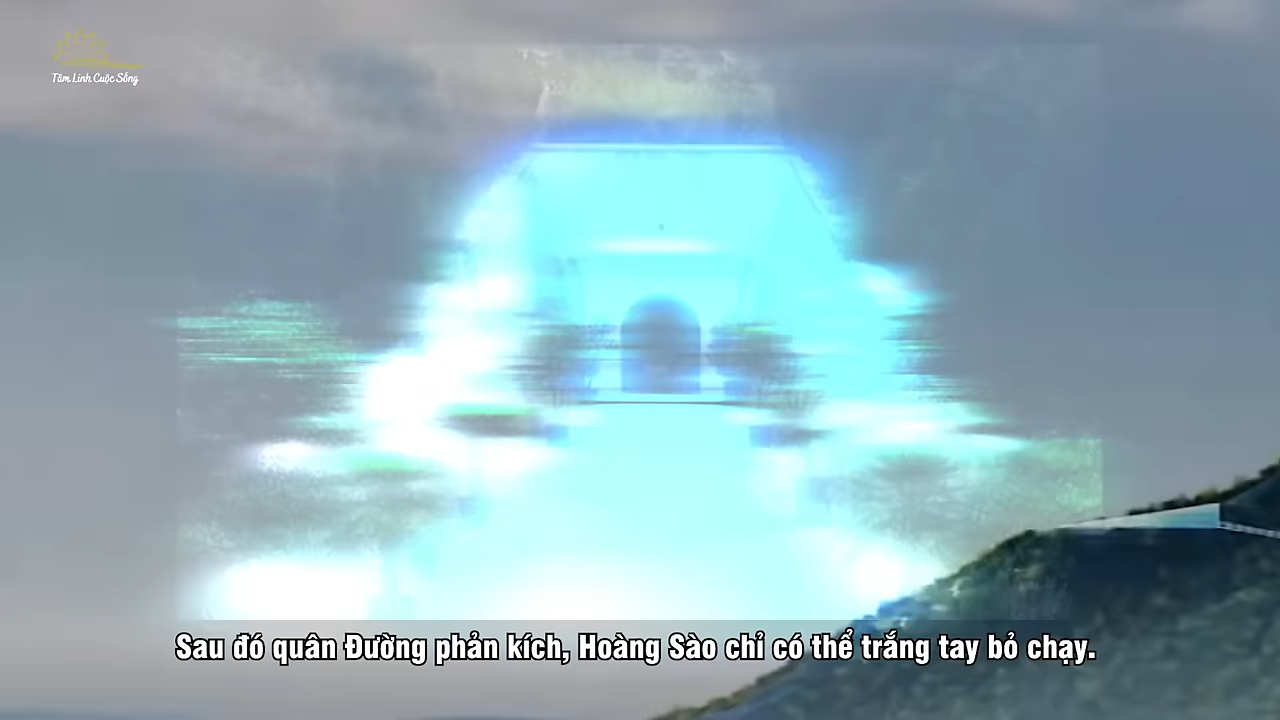 Tâm Linh Cuộc Sống
Sau đó quân Đường phản kích, Hoàng Sào chỉ có thể trắng tay bỏ chạy.